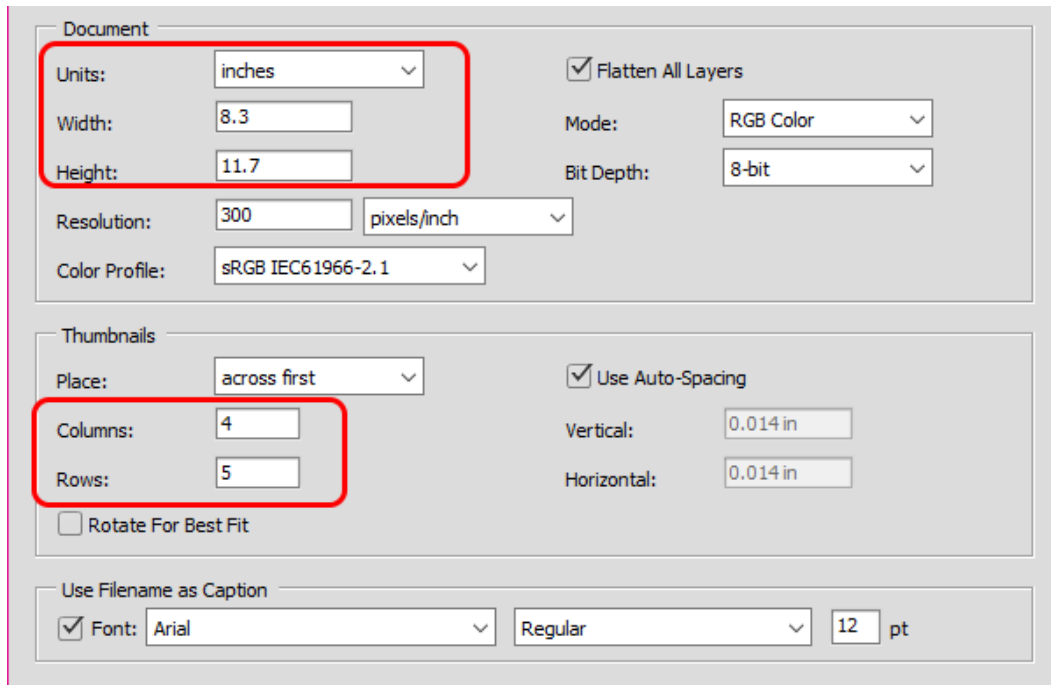 Document
Units: inches Flatten All Layers
Width: 8.3 Mode: RGB Color
Height: 11.7 Bit Depth: 8-bit
Resolution: 300 pixels/inch
Color Profile: sRGB IEC61966-2.1
Thumbnails
Place: across first Use Auto-Spacing
Columns: 4 Vertical: 0.014 in
Rows: 5 Horizontal: 0.014 in
Rotate For Best Fit
Use Filename as Caption
Font: Arial Regular 12 pt